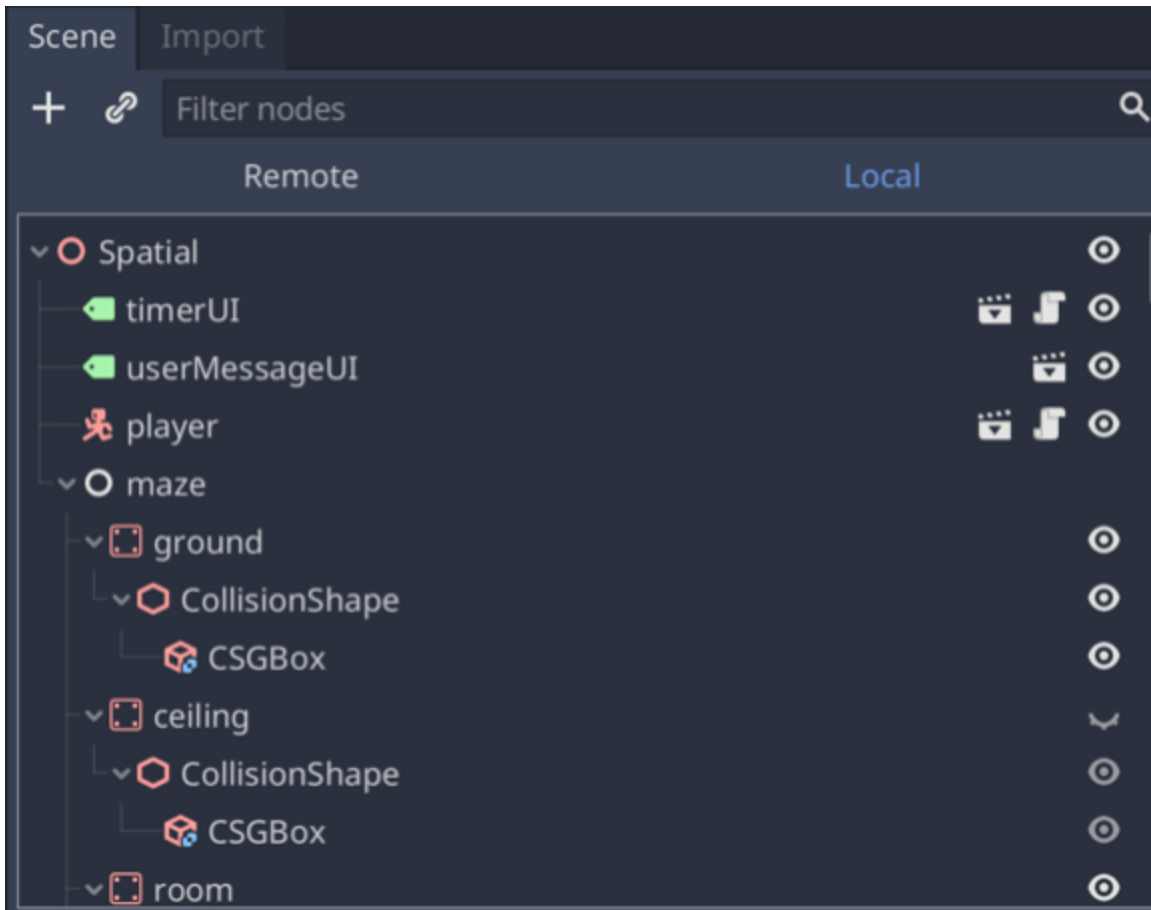 Scene Import
Filter nodes
Remote Local
Spatial
timerUI
userMessageUI
player
maze
ground
CollisionShape
CSGBox
ceiling
CollisionShape
CSGBox
room